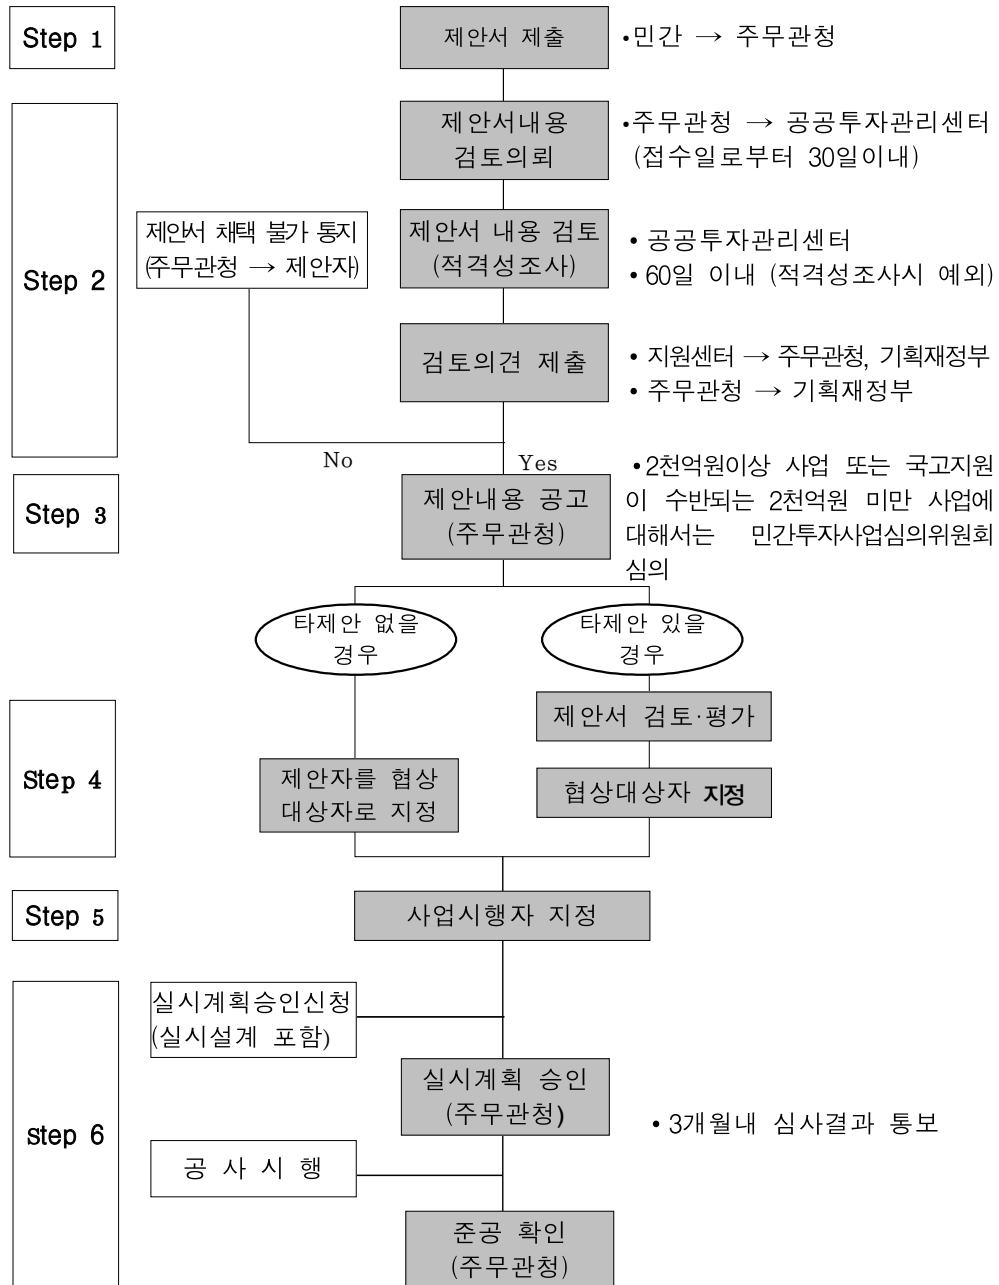 Step 1
제안서 제출
•민간 → 주무관청
Step 2
제안서내용
검토의뢰
•주무관청 → 공공투자관리센터
(접수일로부터 30일이내)
제안서 채택 불가 통지
(주무관청 → 제안자)
제안서 내용 검토
(적격성조사)
• 공공투자관리센터
• 60일 이내 (적격성조사시 예외)
검토의견 제출
• 지원센터 → 주무관청, 기획재정부
• 주무관청 → 기획재정부
No
Yes
Step 3
제안내용 공고
(주무관청)
•2천억원이상 사업 또는 국고지원
이 수반되는 2천억원 미만 사업에
대해서는 민간투자사업심의위원회
심의
타제안 없을
경우
타제안 있을
경우
Step 4
제안서 검토·평가
제안자를 협상
대상자로 지정
협상대상자 지정
Step 5
사업시행자 지정
Step 6
실시계획승인신청
(실시설계 포함)
실시계획 승인
(주무관청)
• 3개월내 심사결과 통보
공 사 시 행
준공 확인
(주무관청)